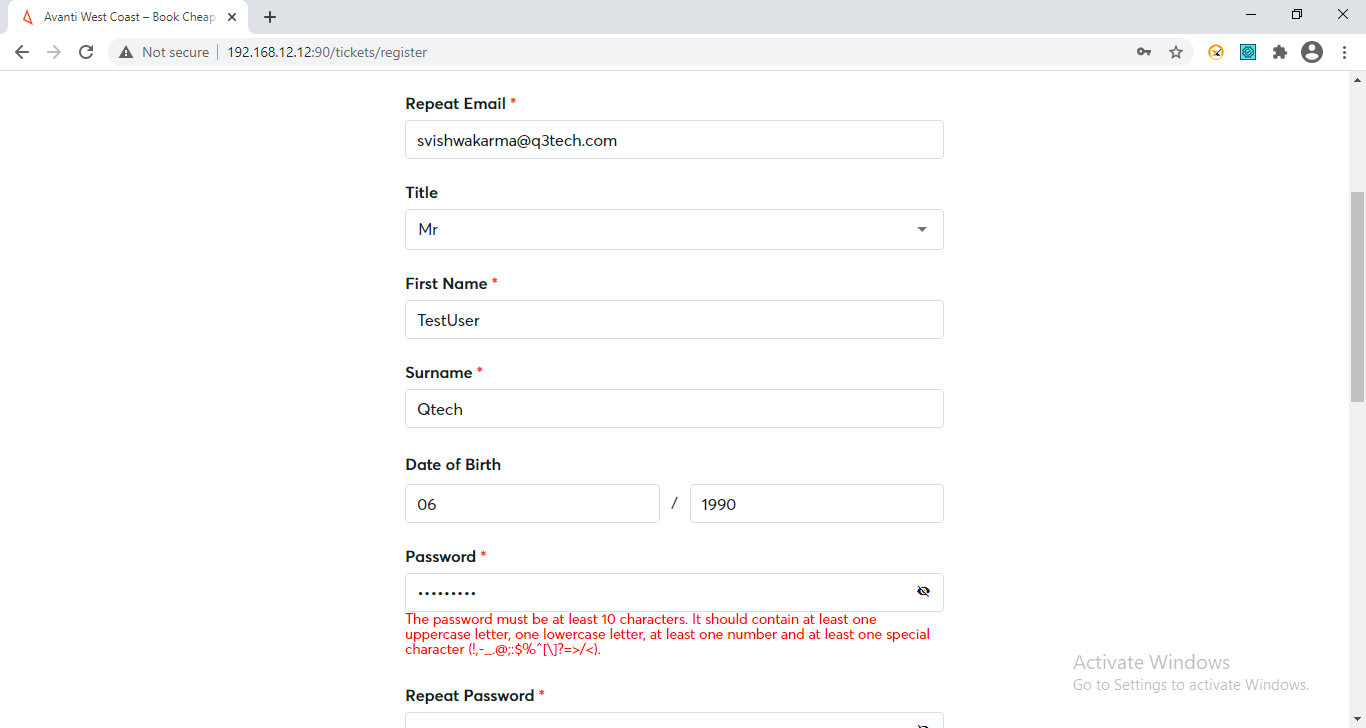 Avanti West Coast – Book Cheap
Not secure
192.168.12.12:90/tickets/register
Repeat Email *
svishwakarma@q3tech.com
Title
Mr
First Name *
TestUser
Surname *
Qtech
Date of Birth
06 / 1990
Password *
•••••••••
The password must be at least 10 characters. It should contain at least one
uppercase letter, one lowercase letter, at least one number and at least one special
character (!,-_.@;:$%^[\]?=>/<).
Repeat Password *
Activate Windows
Go to Settings to activate Windows.